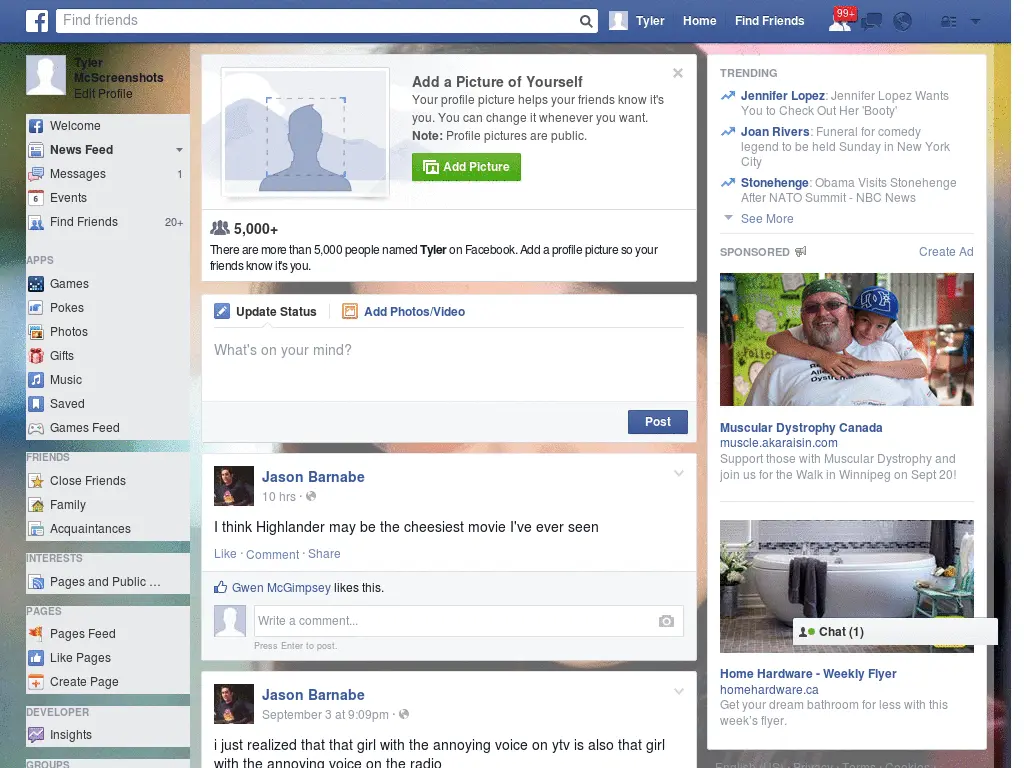 f
Find friends
Tyler
Home
Find Friends
99+
Tyler
McScreenshots
Edit Profile
Welcome
News Feed
Messages 1
6
Events
Find Friends 20+
APPS
Games
Pokes
Photos
Gifts
Music
Saved
Games Feed
FRIENDS
Close Friends
Family
Acquaintances
INTERESTS
Pages and Public ...
PAGES
Pages Feed
Like Pages
Create Page
DEVELOPER
Insights
GROUPS
Add a Picture of Yourself
Your profile picture helps your friends know it's
you. You can change it whenever you want.
Note: Profile pictures are public.
Add Picture
5,000+
There are more than 5,000 people named Tyler on Facebook. Add a profile picture so your
friends know it's you.
Update Status
Add Photos/Video
What's on your mind?
Post
Jason Barnabe
10 hrs ·
I think Highlander may be the cheesiest movie I've ever seen
Like · Comment · Share
Gwen McGimpsey likes this.
Write a comment...
Press Enter to post.
Jason Barnabe
September 3 at 9:09pm ·
i just realized that that girl with the annoying voice on ytv is also that girl
with the annoying voice on the radio
TRENDING
Jennifer Lopez: Jennifer Lopez Wants
You to Check Out Her 'Booty'
Joan Rivers: Funeral for comedy
legend to be held Sunday in New York
City
Stonehenge: Obama Visits Stonehenge
After NATO Summit - NBC News
See More
SPONSORED
Create Ad
Muscular Dystrophy Canada
muscle.akaraisin.com
Support those with Muscular Dystrophy and
join us for the Walk in Winnipeg on Sept 20!
Chat (1)
Home Hardware - Weekly Flyer
homehardware.ca
Get your dream bathroom for less with this
week's flyer.
English (US) · Privacy · Terms · Cookies ·